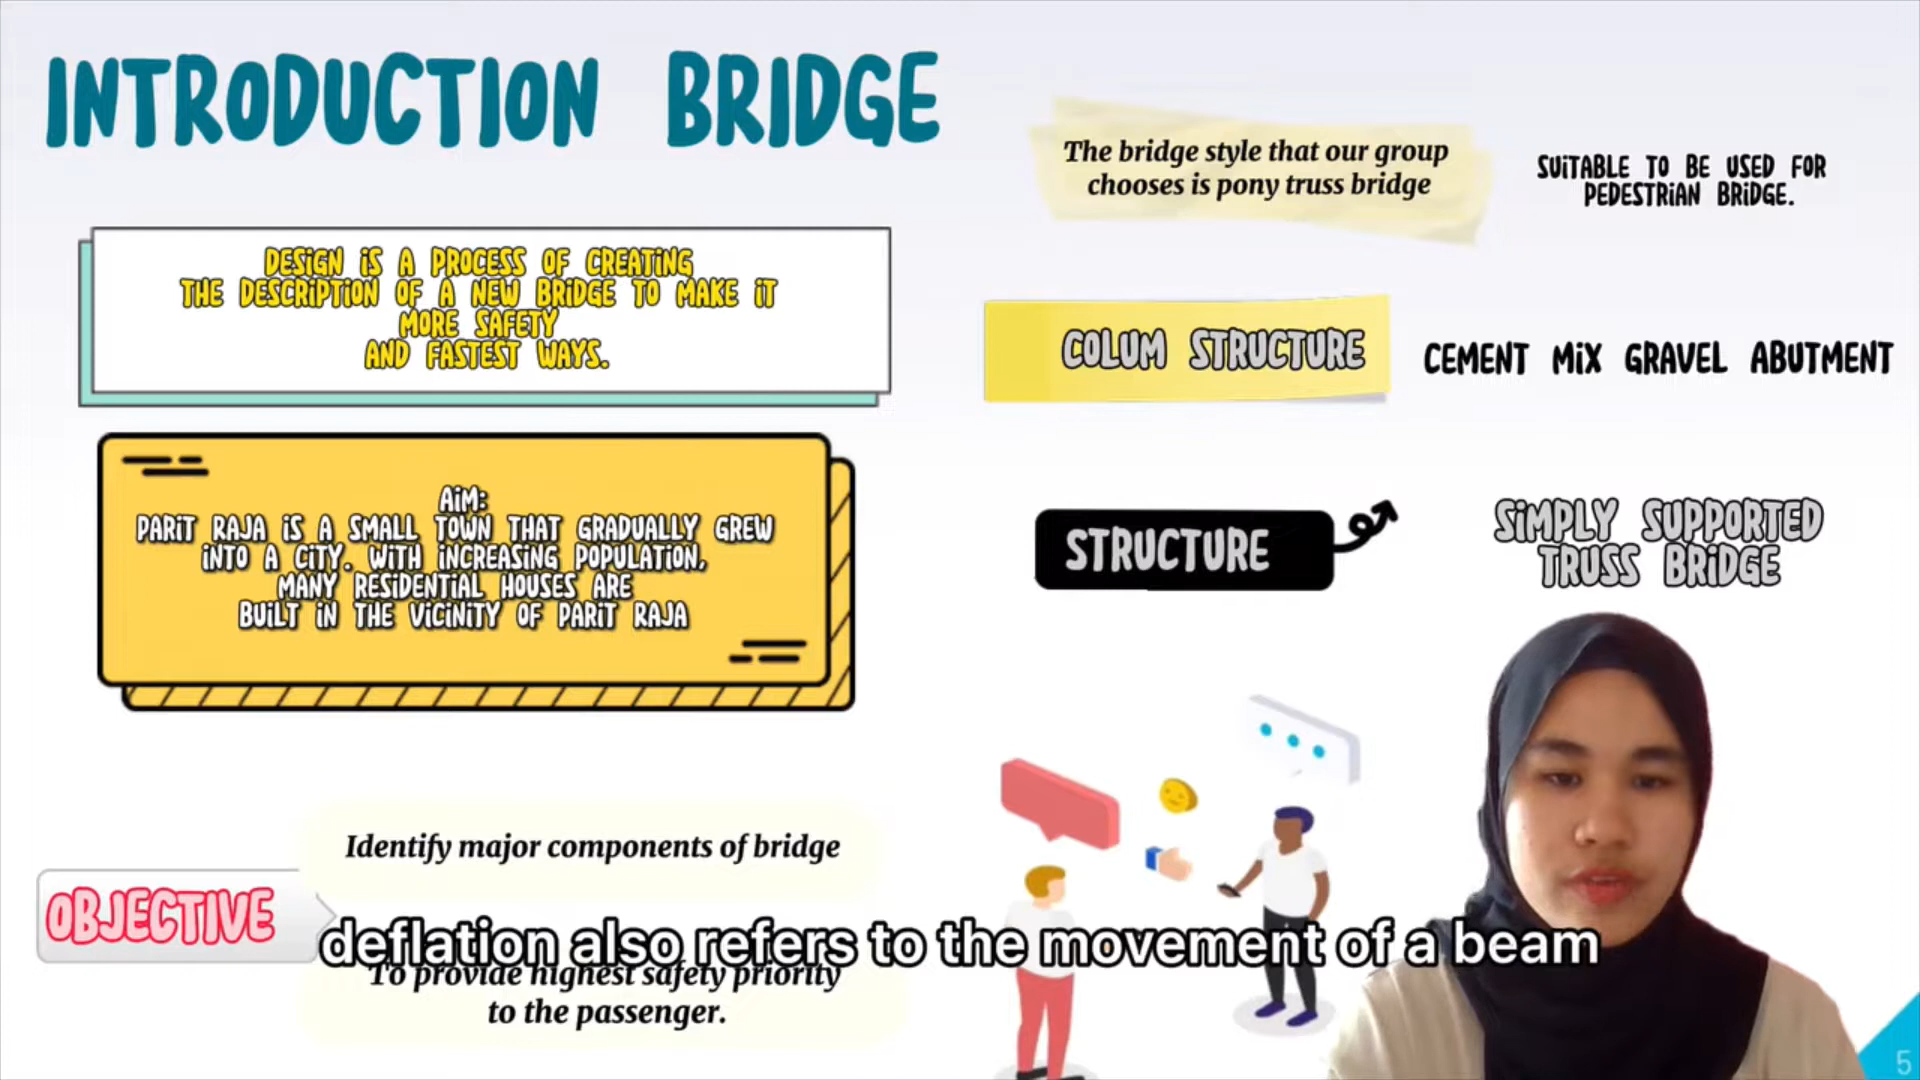 INTRODUCTION BRIDGE
DESIGN IS A PROCESS OF CREATING
THE DESCRIPTION OF A NEW BRIDGE TO MAKE IT
MORE SAFETY
AND FASTEST WAYS.
AIM:
PARIT RAJA IS A SMALL TOWN THAT GRADUALLY GREW
INTO A CITY. WITH INCREASING POPULATION,
MANY RESIDENTIAL HOUSES ARE
BUILT IN THE VICINITY OF PARIT RAJA
OBJECTIVE
Identify major components of bridge
To provide highest safety priority
to the passenger.
The bridge style that our group
chooses is pony truss bridge
SUITABLE TO BE USED FOR
PEDESTRIAN BRIDGE.
COLUM STRUCTURE
CEMENT MIX GRAVEL ABUTMENT
STRUCTURE
SIMPLY SUPPORTED
TRUSS BRIDGE
deflation also refers to the movement of a beam
5